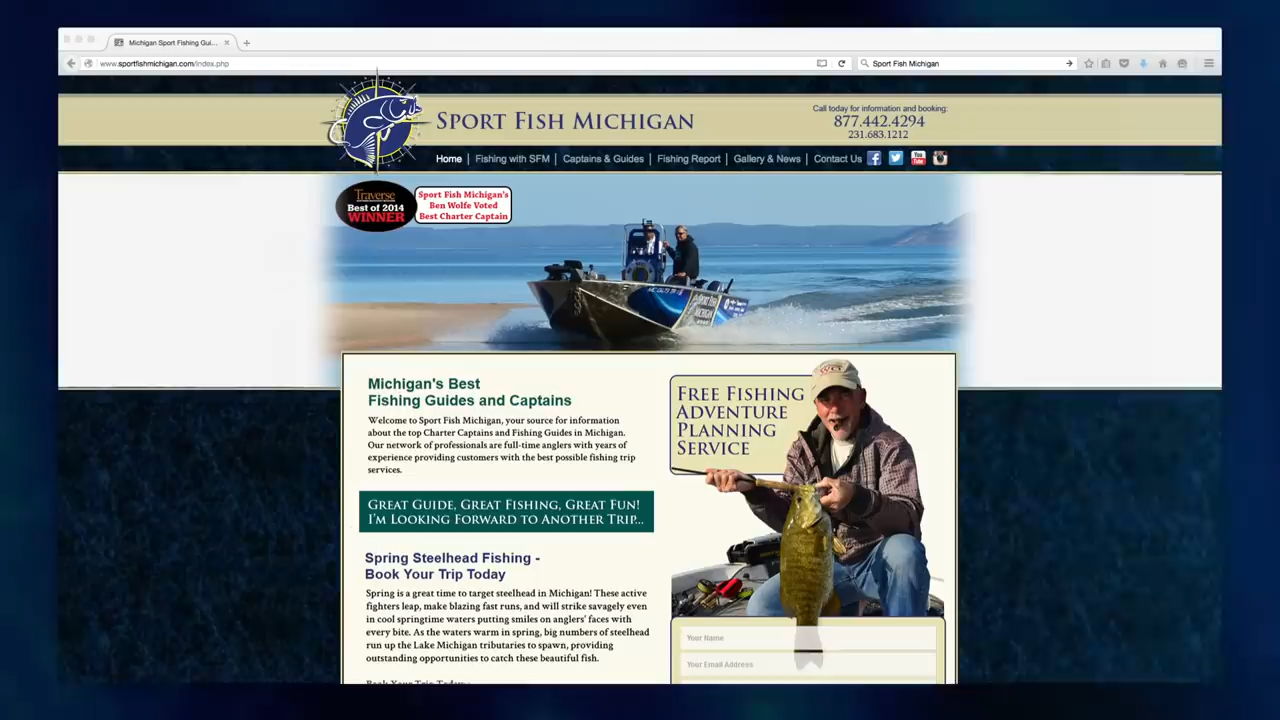 Michigan Sport Fishing Gui...
www.sportfishmichigan.com/index.php
Sport Fish Michigan
SPORT FISH MICHIGAN
Call today for information and booking:
877.442.4294
231.683.1212
Home | Fishing with SFM | Captains & Guides | Fishing Report | Gallery & News | Contact Us
You
Tube
Traverse
Best of 2014
WINNER
Sport Fish Michigan's
Ben Wolfe Voted
Best Charter Captain
SPORT FISH
MICHIGAN
Michigan's Best
Fishing Guides and Captains
Welcome to Sport Fish Michigan, your source for information
about the top Charter Captains and Fishing Guides in Michigan.
Our network of professionals are full-time anglers with years of
experience providing customers with the best possible fishing trip
services.
FREE FISHING
ADVENTURE
PLANNING
SERVICE
GREAT GUIDE, GREAT FISHING, GREAT FUN!
I'M LOOKING FORWARD TO ANOTHER TRIP...
Spring Steelhead Fishing -
Book Your Trip Today
Spring is a great time to target steelhead in Michigan! These active
fighters leap, make blazing fast runs, and will strike savagely even
in cool springtime waters putting smiles on anglers' faces with
every bite. As the waters warm in spring, big numbers of steelhead
run up the Lake Michigan tributaries to spawn, providing
outstanding opportunities to catch these beautiful fish.
Book Your Trip Today
Your Name
Your Email Address